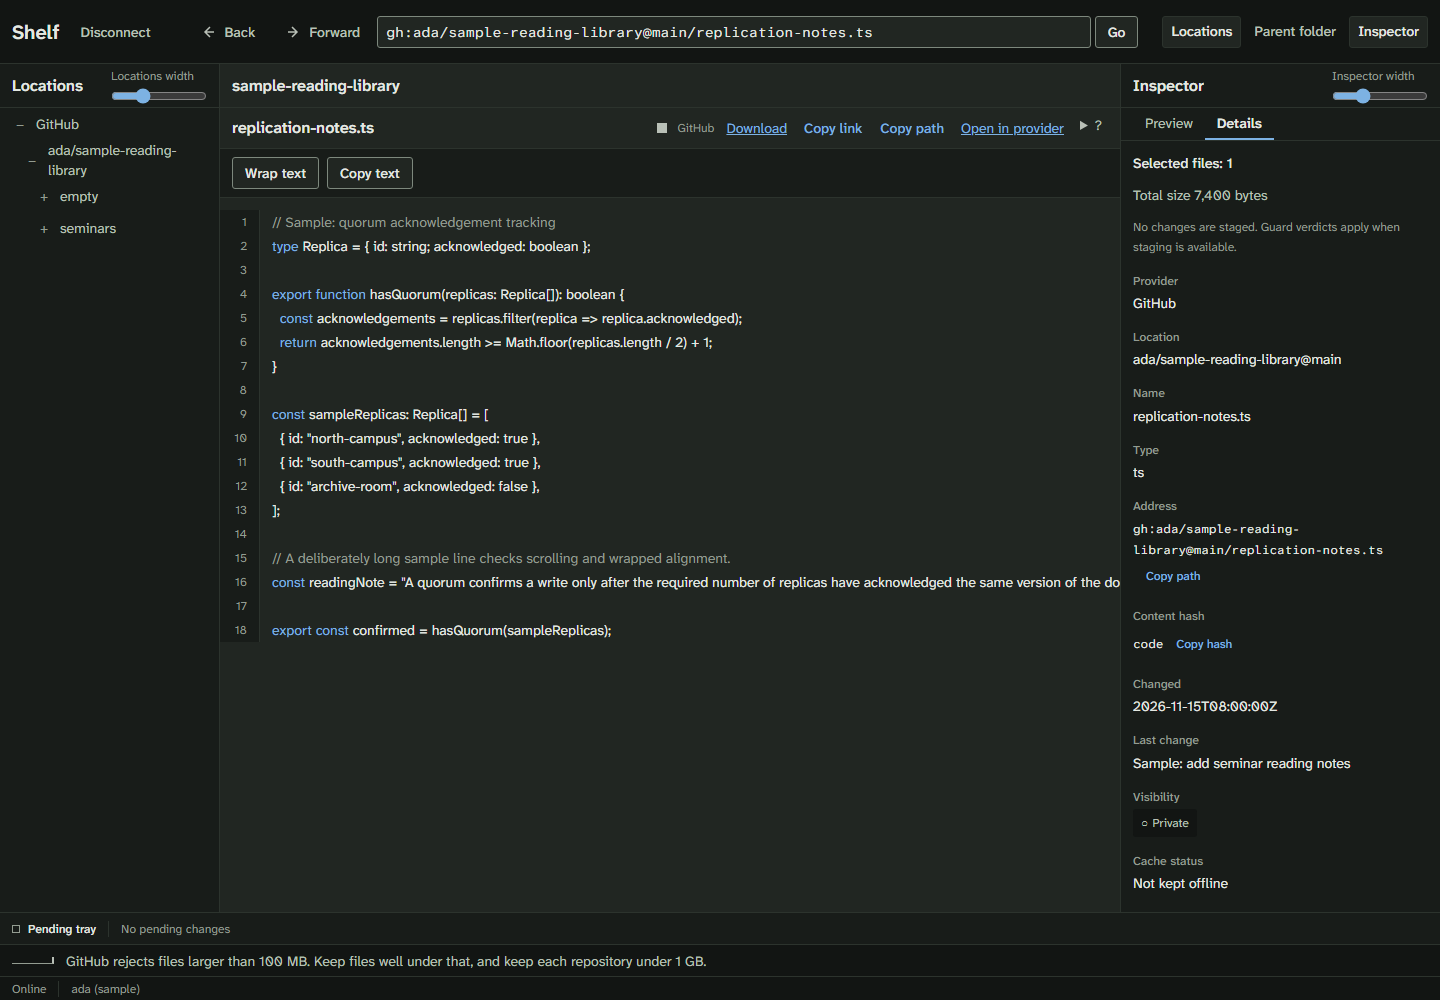 Shelf Disconnect ← Back → Forward gh:ada/sample-reading-library@main/replication-notes.ts Go Locations Parent folder Inspector
Locations
Locations width
− GitHub
− ada/sample-reading-
library
+ empty
+ seminars
sample-reading-library
replication-notes.ts
GitHub Download Copy link Copy path Open in provider ?
Wrap text Copy text
1 // Sample: quorum acknowledgement tracking
2 type Replica = { id: string; acknowledged: boolean };
3
4 export function hasQuorum(replicas: Replica[]): boolean {
5 const acknowledgements = replicas.filter(replica => replica.acknowledged);
6 return acknowledgements.length >= Math.floor(replicas.length / 2) + 1;
7 }
8
9 const sampleReplicas: Replica[] = [
10 { id: "north-campus", acknowledged: true },
11 { id: "south-campus", acknowledged: true },
12 { id: "archive-room", acknowledged: false },
13 ];
14
15 // A deliberately long sample line checks scrolling and wrapped alignment.
16 const readingNote = "A quorum confirms a write only after the required number of replicas have acknowledged the same version of the do
17
18 export const confirmed = hasQuorum(sampleReplicas);
Inspector
Inspector width
Preview Details
Selected files: 1
Total size 7,400 bytes
No changes are staged. Guard verdicts apply when
staging is available.
Provider
GitHub
Location
ada/sample-reading-library@main
Name
replication-notes.ts
Type
ts
Address
gh:ada/sample-reading-
library@main/replication-notes.ts
Copy path
Content hash
code Copy hash
Changed
2026-11-15T08:00:00Z
Last change
Sample: add seminar reading notes
Visibility
Private
Cache status
Not kept offline
Pending tray No pending changes
GitHub rejects files larger than 100 MB. Keep files well under that, and keep each repository under 1 GB.
Online ada (sample)